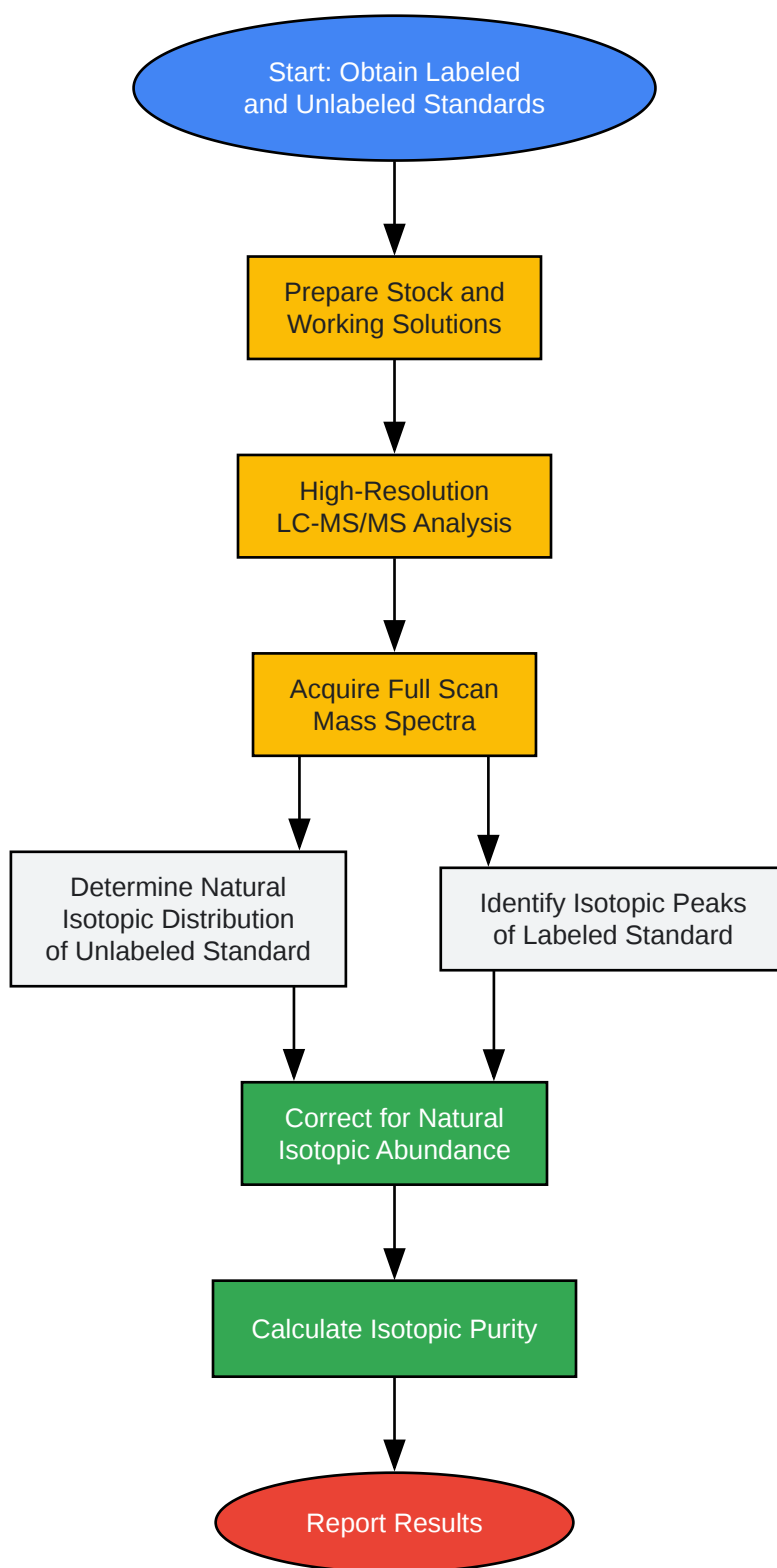 Start: Obtain Labeled
and Unlabeled Standards
Prepare Stock and
Working Solutions
High-Resolution
LC-MS/MS Analysis
Acquire Full Scan
Mass Spectra
Determine Natural
Isotopic Distribution
of Unlabeled Standard
Identify Isotopic Peaks
of Labeled Standard
Correct for Natural
Isotopic Abundance
Calculate Isotopic Purity
Report Results